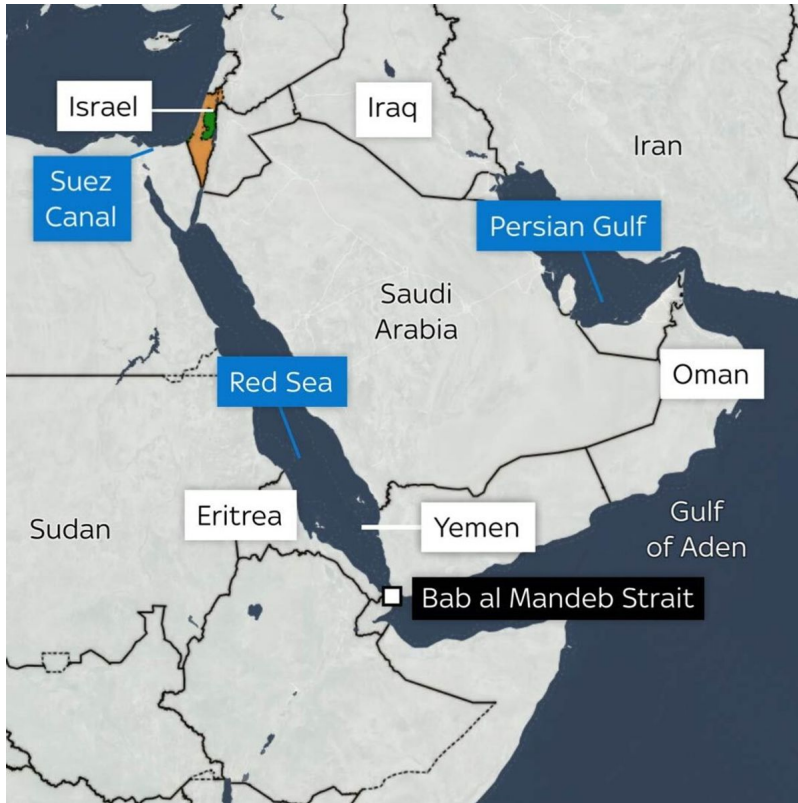 Israel
Iraq
Iran
Suez
Canal
Persian Gulf
Saudi
Arabia
Red Sea
Oman
Eritrea
Yemen
Sudan
Gulf
of Aden
Bab al Mandeb Strait